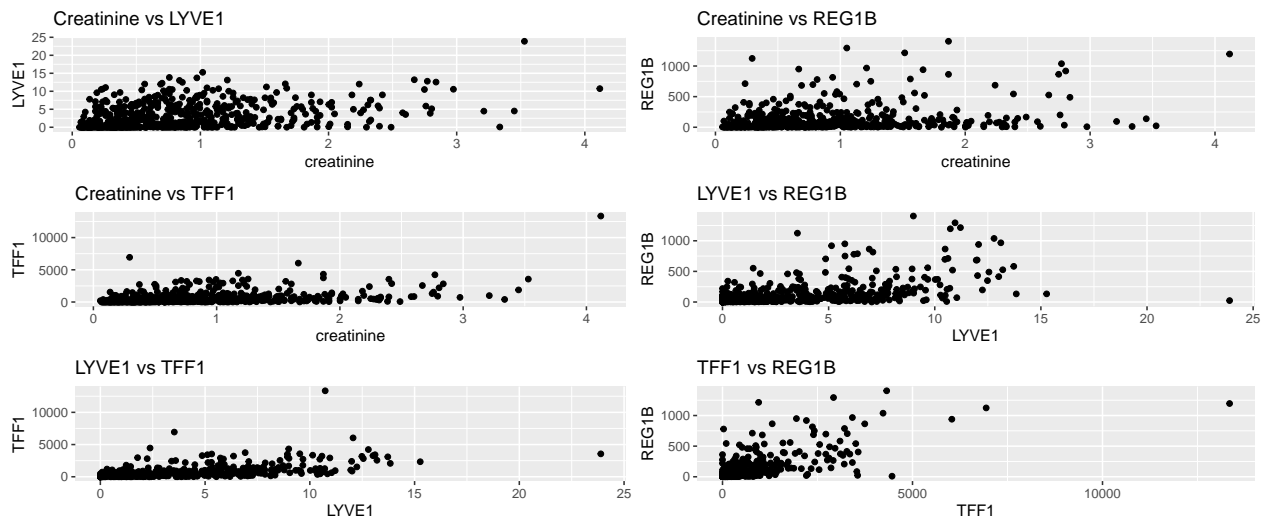 Creatinine vs LYVE1
25
20
15
10
5
0
LYVE1
0 1 2 3 4
creatinine
Creatinine vs REG1B
1000
500
0
REG1B
0 1 2 3 4
creatinine
Creatinine vs TFF1
10000
5000
0
TFF1
0 1 2 3 4
creatinine
LYVE1 vs REG1B
1000
500
0
REG1B
0 5 10 15 20 25
LYVE1
LYVE1 vs TFF1
10000
5000
0
TFF1
0 5 10 15 20 25
LYVE1
TFF1 vs REG1B
1000
500
0
REG1B
0 5000 10000
TFF1